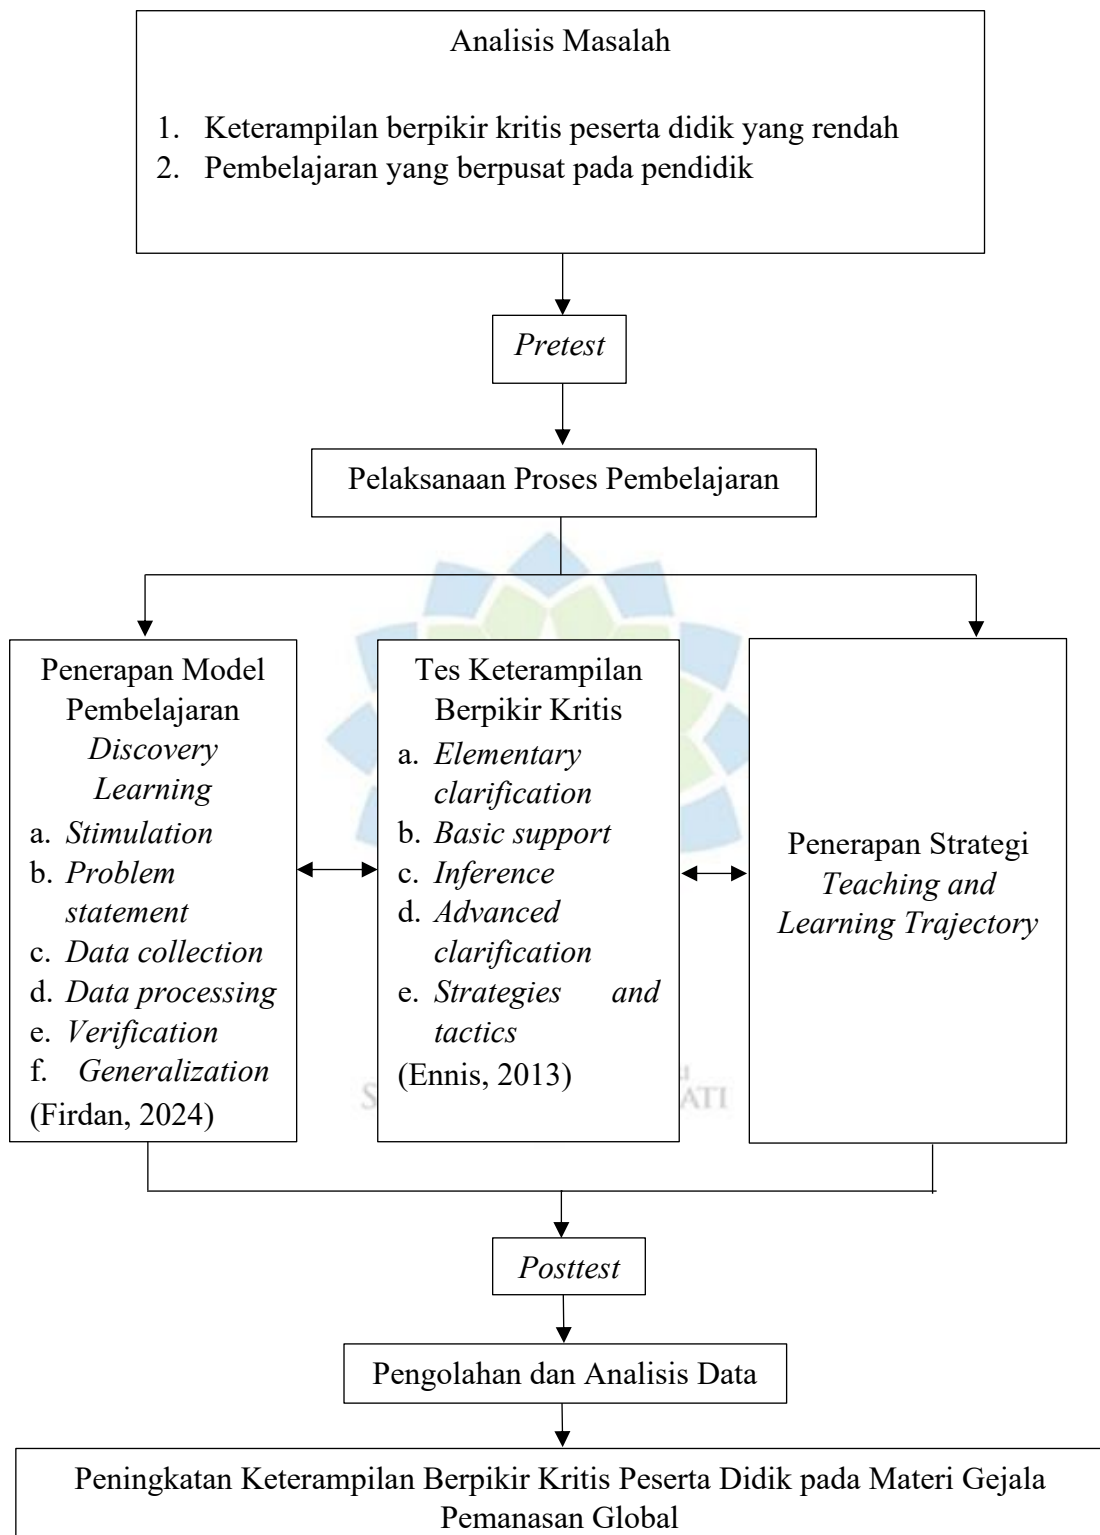 Analisis Masalah
1. Keterampilan berpikir kritis peserta didik yang rendah
2. Pembelajaran yang berpusat pada pendidik
Pretest
Pelaksanaan Proses Pembelajaran
Penerapan Model
Pembelajaran
Discovery
Learning
a. Stimulation
b. Problem
statement
c. Data collection
d. Data processing
e. Verification
f. Generalization
(Firdan, 2024)
Tes Keterampilan
Berpikir Kritis
a. Elementary
clarification
b. Basic support
c. Inference
d. Advanced
clarification
e. Strategies and
tactics
(Ennis, 2013)
Penerapan Strategi
Teaching and
Learning Trajectory
Posttest
Pengolahan dan Analisis Data
Peningkatan Keterampilan Berpikir Kritis Peserta Didik pada Materi Gejala
Pemanasan Global